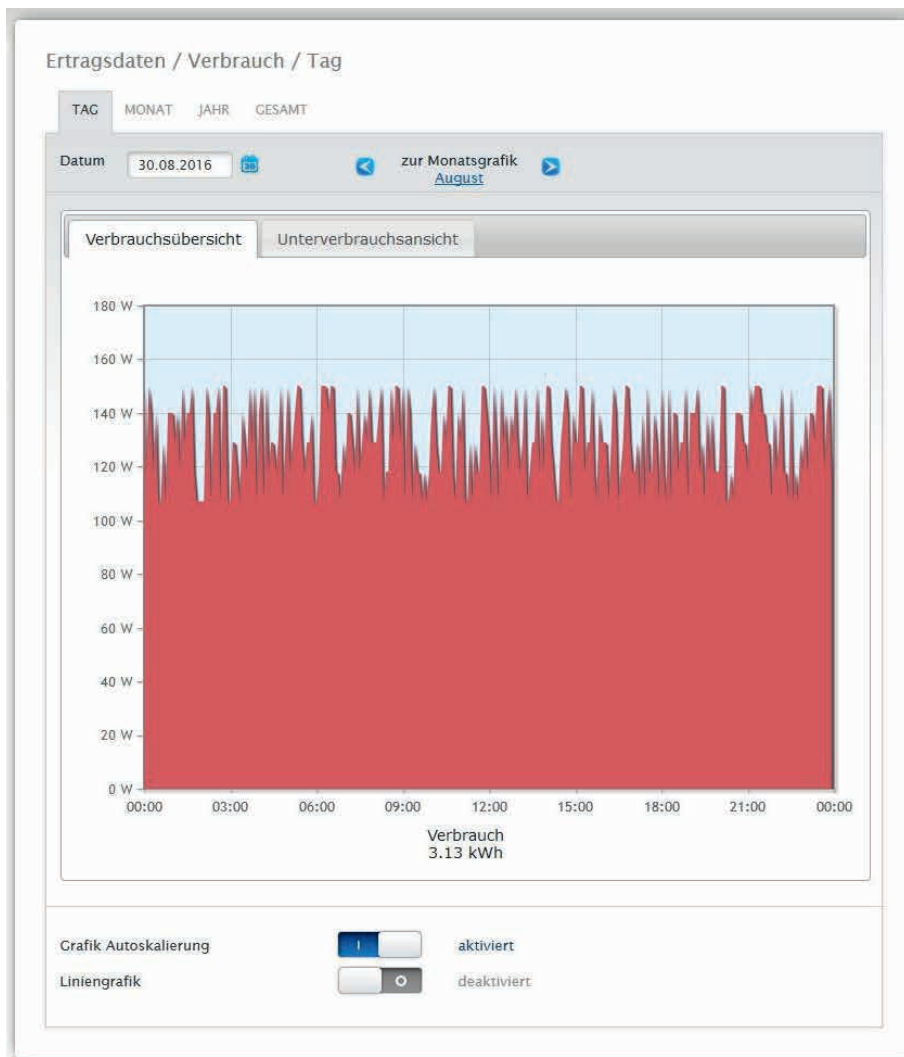 Ertragsdaten / Verbrauch / Tag
TAG MONAT JAHR GESAMT
Datum 30.08.2016 zur Monatsgrafik
August
Verbrauchsübersicht Unterverbrauchsansicht
180 W
160 W
140 W
120 W
100 W
80 W
60 W
40 W
20 W
0 W
00:00 03:00 06:00 09:00 12:00 15:00 18:00 21:00 00:00
Verbrauch
3.13 kWh
Grafik Autoskalierung aktiviert
Liniengrafik deaktiviert